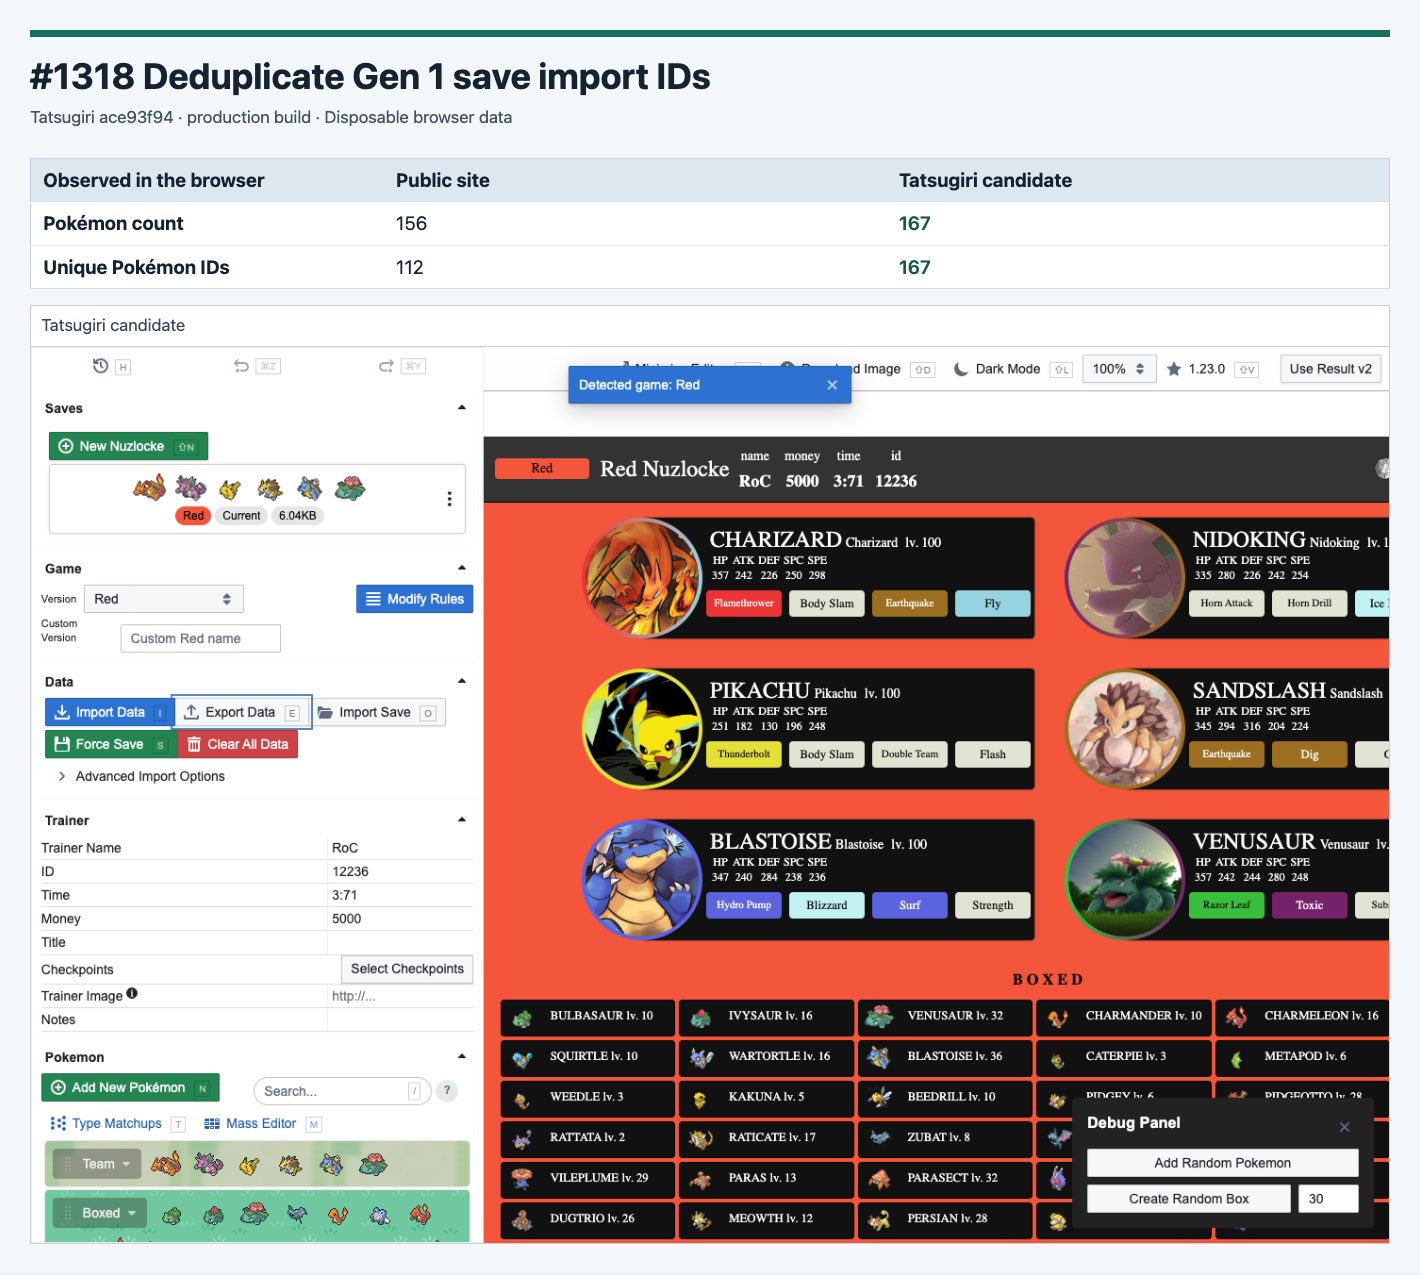 #1318 Deduplicate Gen 1 save import IDs
Tatsugiri ace93f94 · production build · Disposable browser data
Observed in the browser Public site Tatsugiri candidate
Pokémon count 156 167
Unique Pokémon IDs 112 167
Tatsugiri candidate
H ⌘Z ⌘Y
Image ⇧D Dark Mode ⇧L 100% 1.23.0 ⇧V Use Result v2
Detected game: Red
Saves
New Nuzlocke ⇧N
Red Current 6.04KB
Game
Version Red Modify Rules
Custom
Version Custom Red name
Data
Import Data I Export Data E Import Save O
Force Save S Clear All Data
Advanced Import Options
Trainer
Trainer Name RoC
ID 12236
Time 3:71
Money 5000
Title
Checkpoints Select Checkpoints
Trainer Image http://...
Notes
Pokemon
Add New Pokémon N Search... / ?
Type Matchups T Mass Editor M
Team
Boxed
name money time id
Red Red Nuzlocke RoC 5000 3:71 12236
CHARIZARD Charizard lv. 100
HP ATK DEF SPC SPE
357 242 226 250 298
Flamethrower Body Slam Earthquake Fly
NIDOKING Nidoking lv. 1
HP ATK DEF SPC SPE
335 280 226 242 254
Horn Attack Horn Drill Ice
PIKACHU Pikachu lv. 100
HP ATK DEF SPC SPE
251 182 130 196 248
Thunderbolt Body Slam Double Team Flash
SANDSLASH Sandslash
HP ATK DEF SPC SPE
345 294 316 204 224
Earthquake Dig
BLASTOISE Blastoise lv. 100
HP ATK DEF SPC SPE
347 240 284 238 236
Hydro Pump Blizzard Surf Strength
VENUSAUR Venusaur lv.
HP ATK DEF SPC SPE
357 242 244 280 248
Razor Leaf Toxic Sub
BOXED
BULBASAUR lv. 10 IVYSAUR lv. 16 VENUSAUR lv. 32 CHARMANDER lv. 10 CHARMELEON lv. 16
SQUIRTLE lv. 10 WARTORTLE lv. 16 BLASTOISE lv. 36 CATERPIE lv. 3 METAPOD lv. 6
WEEDLE lv. 3 KAKUNA lv. 5 BEEDRILL lv. 10 PIDGEY lv. 6 PIDGEOTTO lv. 28
RATTATA lv. 2 RATICATE lv. 17 ZUBAT lv. 8
VILEPLUME lv. 29 PARAS lv. 13 PARASECT lv. 32
DUGTRIO lv. 26 MEOWTH lv. 12 PERSIAN lv. 28
Debug Panel
Add Random Pokemon
Create Random Box 30